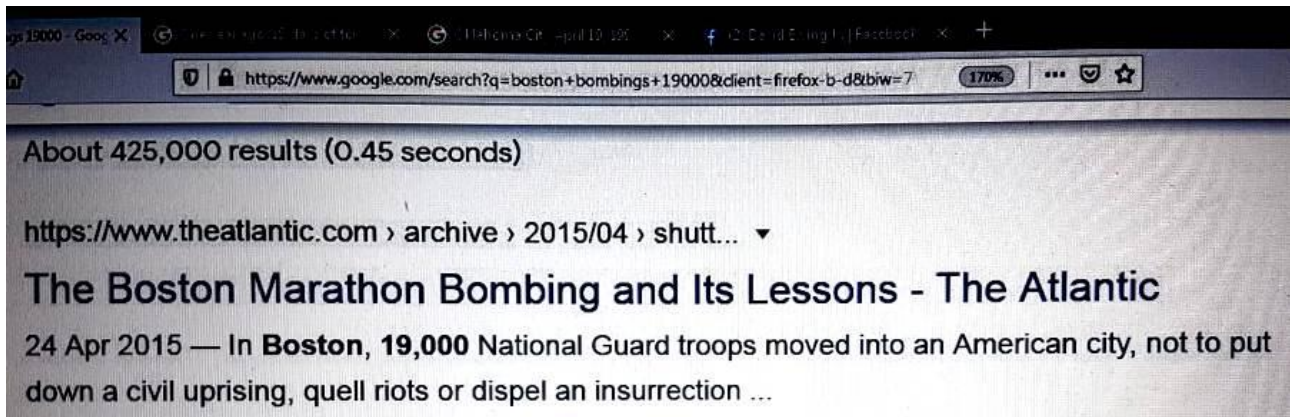 gs 19000 - Goog
https://www.google.com/search?q=boston+bombings+19000&client=firefox-b-d&biw=7 170%
About 425,000 results (0.45 seconds)
https://www.theatlantic.com › archive › 2015/04 › shutt...
The Boston Marathon Bombing and Its Lessons - The Atlantic
24 Apr 2015 — In Boston, 19,000 National Guard troops moved into an American city, not to put
down a civil uprising, quell riots or dispel an insurrection ...